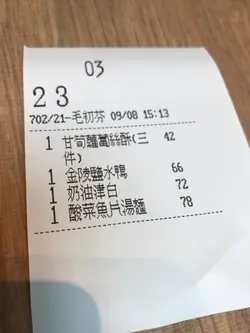 03
23
702/21-毛初芬 09/08 15:13
1 甘筍蘿蔔絲酥(三 42
件)
1 金陵鹽水鴨 66
1 奶油津白 72
1 酸菜魚片湯麵 78